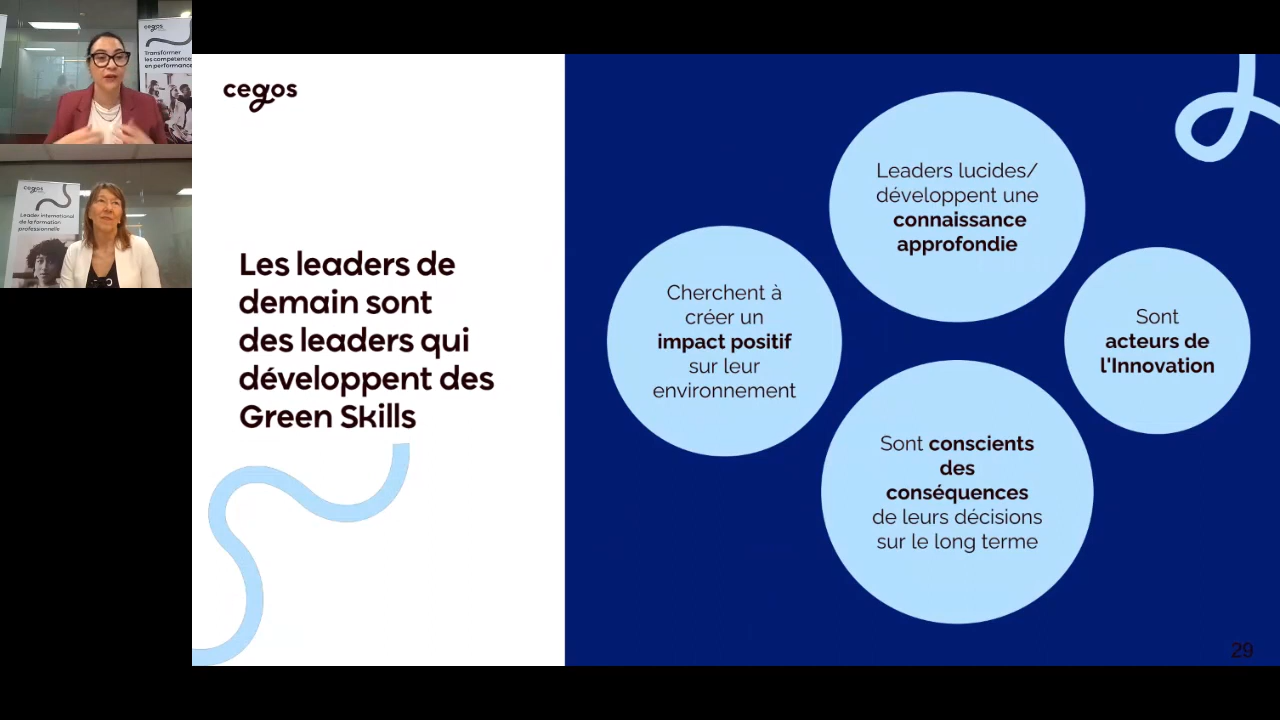 cegos
Transformer
les compétences
en performance
cegos
Leader international
de la formation
professionnelle
cegos
Les leaders de
demain sont
des leaders qui
développent des
Green Skills
Leaders lucides/
développent une
connaissance
approfondie
Cherchent à
créer un
impact positif
sur leur
environnement
Sont
acteurs de
l'Innovation
Sont conscients
des
conséquences
de leurs décisions
sur le long terme
29